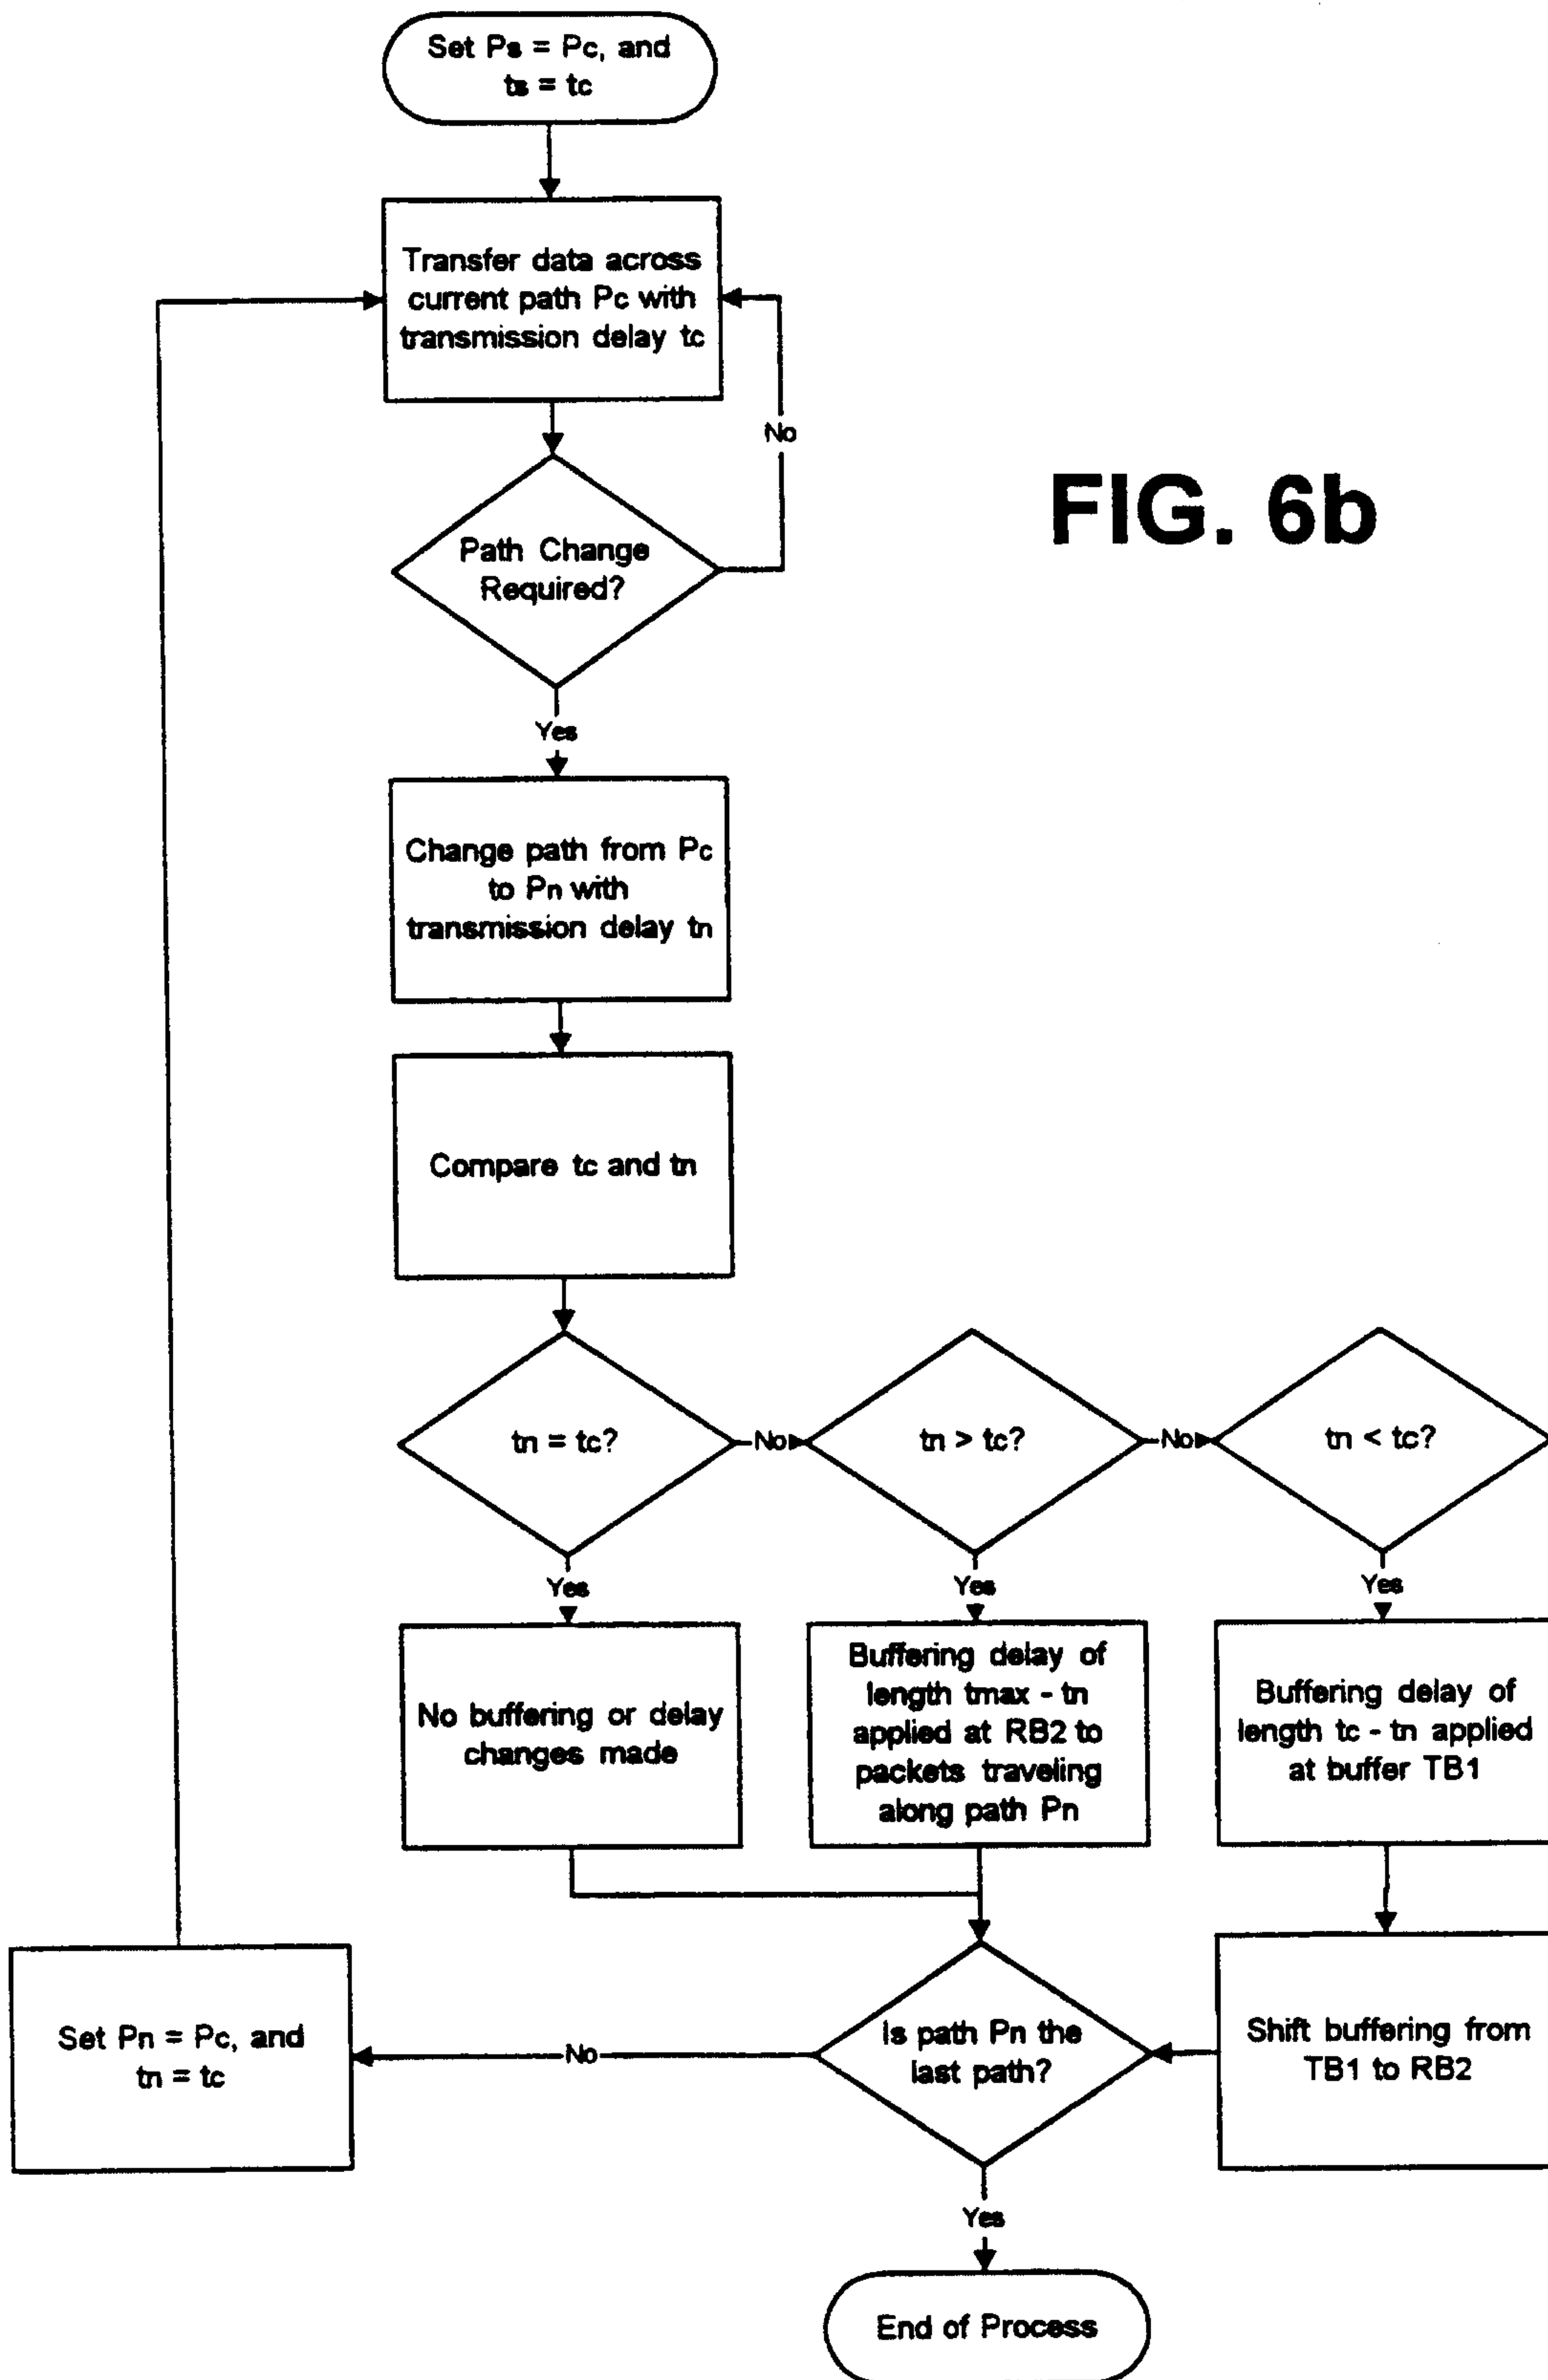 Set Ps = Pc, and
ts = tc
Transfer data across
current path Pc with
transmission delay tc
No
FIG. 6b
Path Change
Required?
Yes
Change path from Pc
to Pn with
transmission delay tn
Compare tc and tn
tn = tc?
No
tn > tc?
No
tn < tc?
Yes
Yes
Yes
No buffering or delay
changes made
Buffering delay of
length tmax - tn
applied at RB2 to
packets traveling
along path Pn
Buffering delay of
length tc - tn applied
at buffer TB1
Set Pn = Pc, and
tn = tc
No
Is path Pn the
last path?
Shift buffering from
TB1 to RB2
Yes
End of Process